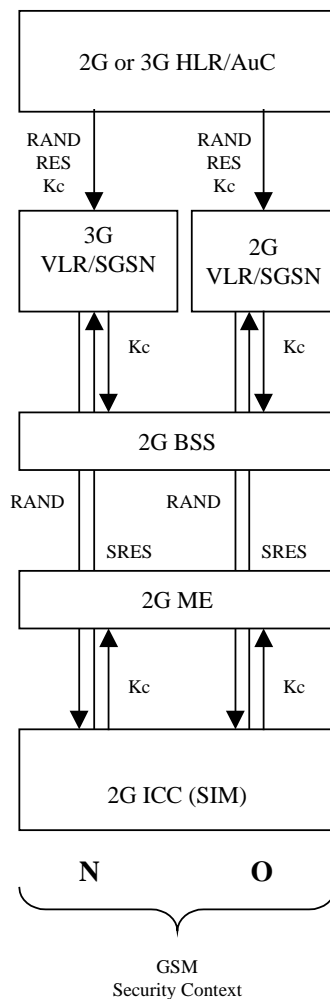 2G or 3G HLR/AuC
RAND
RES
Kc
RAND
RES
Kc
3G
VLR/SGSN
2G
VLR/SGSN
Kc
Kc
2G BSS
RAND
RAND
SRES
SRES
2G ME
Kc
Kc
2G ICC (SIM)
N
O
GSM
Security Context